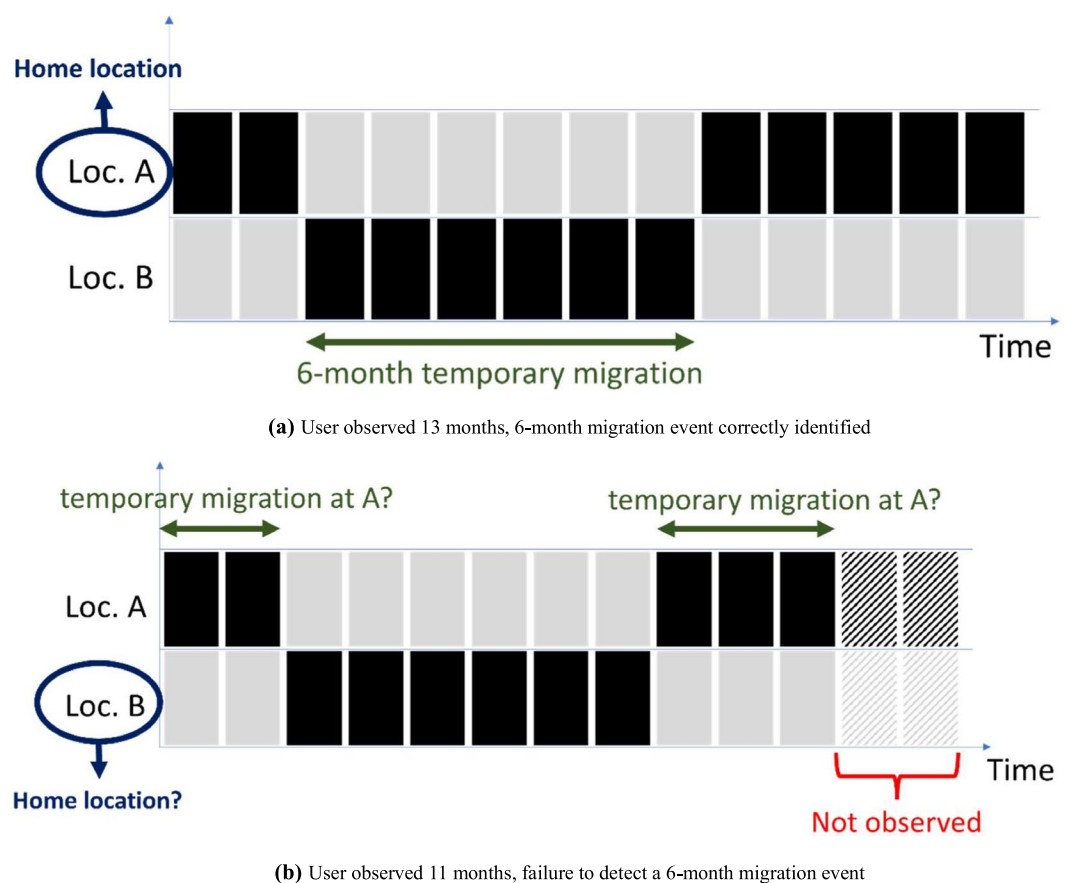 Home location
Loc. A
Loc. B
Time
6-month temporary migration
(a) User observed 13 months, 6-month migration event correctly identified
temporary migration at A?
temporary migration at A?
Loc. A
Loc. B
Time
Home location?
Not observed
(b) User observed 11 months, failure to detect a 6-month migration event